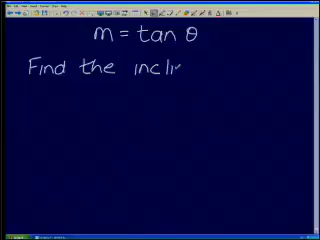 m = tan θ
Find the incli